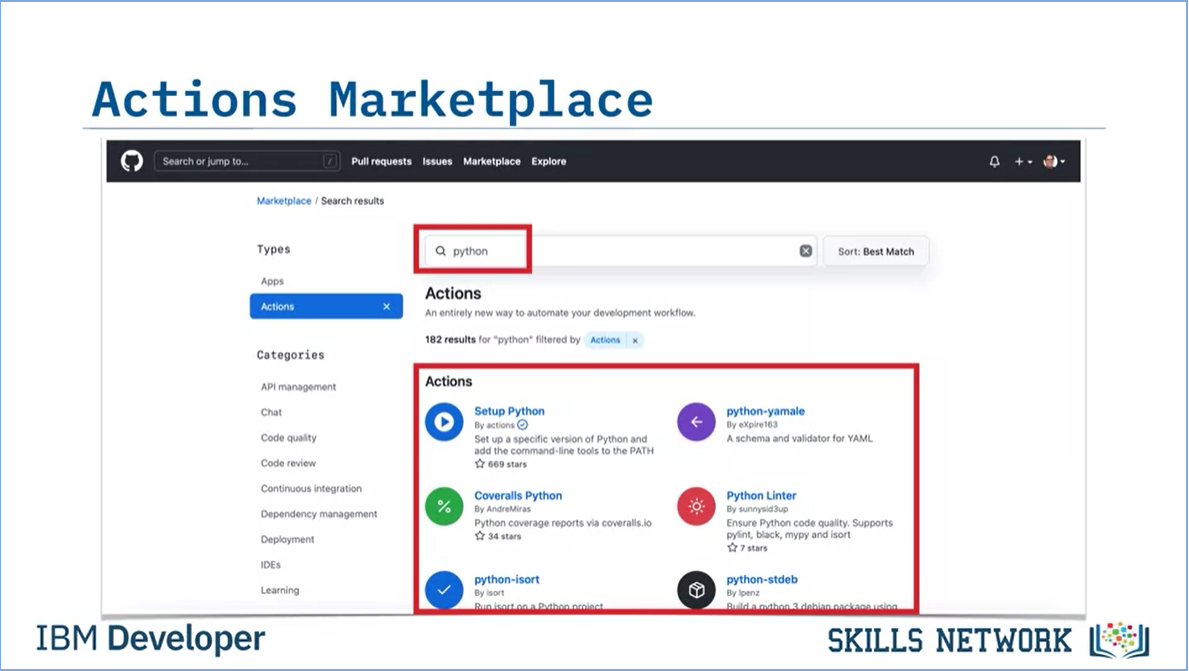 Actions Marketplace
Search or jump to... /
Pull requests Issues Marketplace Explore
Marketplace / Search results
Types
Apps
Actions
Categories
API management
Chat
Code quality
Code review
Continuous integration
Dependency management
Deployment
IDEs
Learning
python
Sort: Best Match
Actions
An entirely new way to automate your development workflow.
182 results for "python" filtered by Actions x
Actions
Setup Python
By actions
Set up a specific version of Python and
add the command-line tools to the PATH
669 stars
python-yamale
By eXpire163
A schema and validator for YAML
Coveralls Python
By AndreMiras
Python coverage reports via coveralls.io
34 stars
Python Linter
By sunnysid3up
Ensure Python code quality. Supports
pylint, black, mypy and isort
7 stars
python-isort
By isort
Run isort on a Python project
python-stdeb
By lpenz
Build a python 3 debian package using
IBM Developer
SKILLS NETWORK